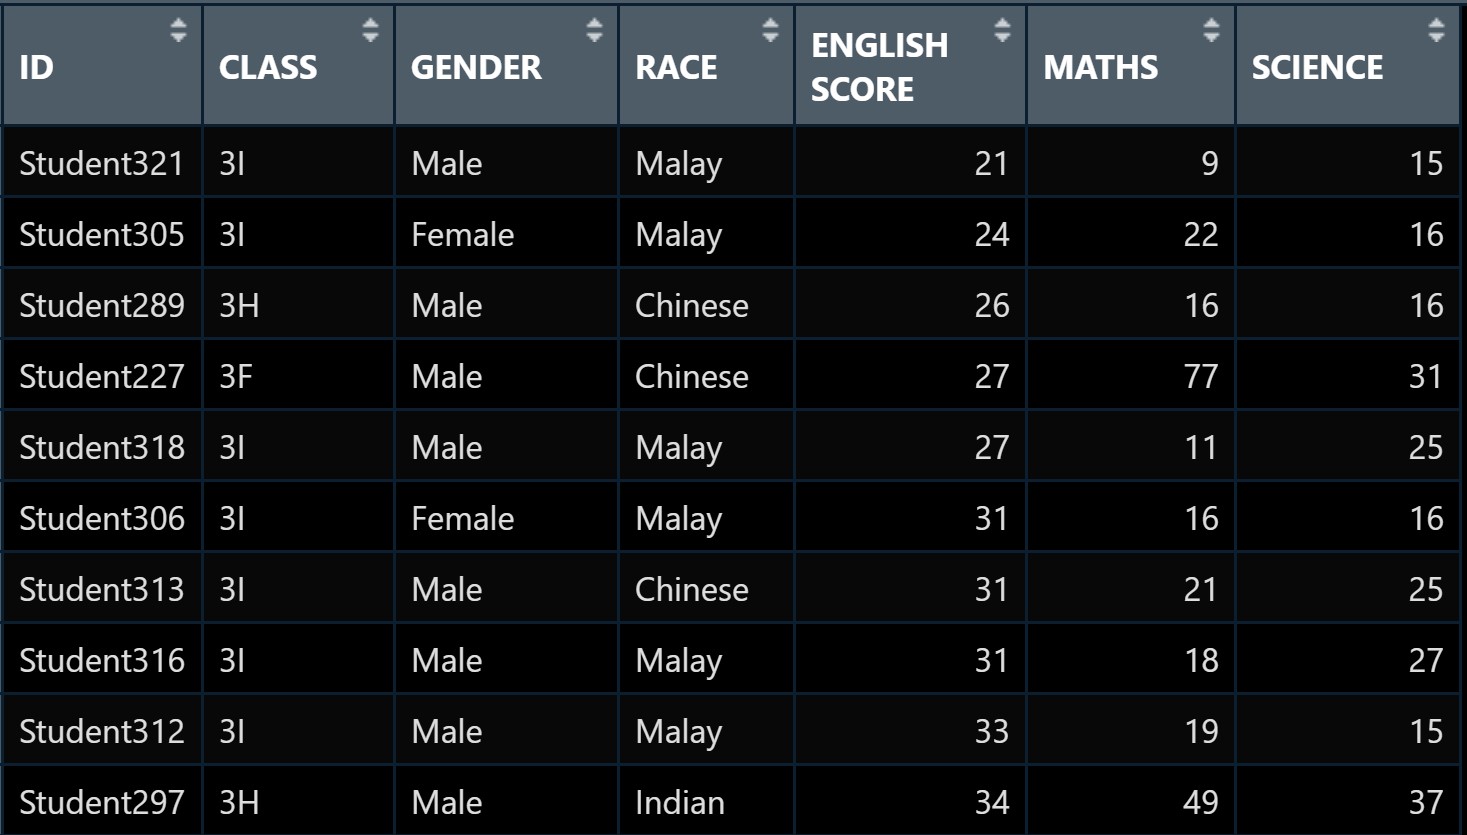 ID CLASS GENDER RACE ENGLISH SCORE MATHS SCIENCE
Student321 3I Male Malay 21 9 15
Student305 3I Female Malay 24 22 16
Student289 3H Male Chinese 26 16 16
Student227 3F Male Chinese 27 77 31
Student318 3I Male Malay 27 11 25
Student306 3I Female Malay 31 16 16
Student313 3I Male Chinese 31 21 25
Student316 3I Male Malay 31 18 27
Student312 3I Male Malay 33 19 15
Student297 3H Male Indian 34 49 37